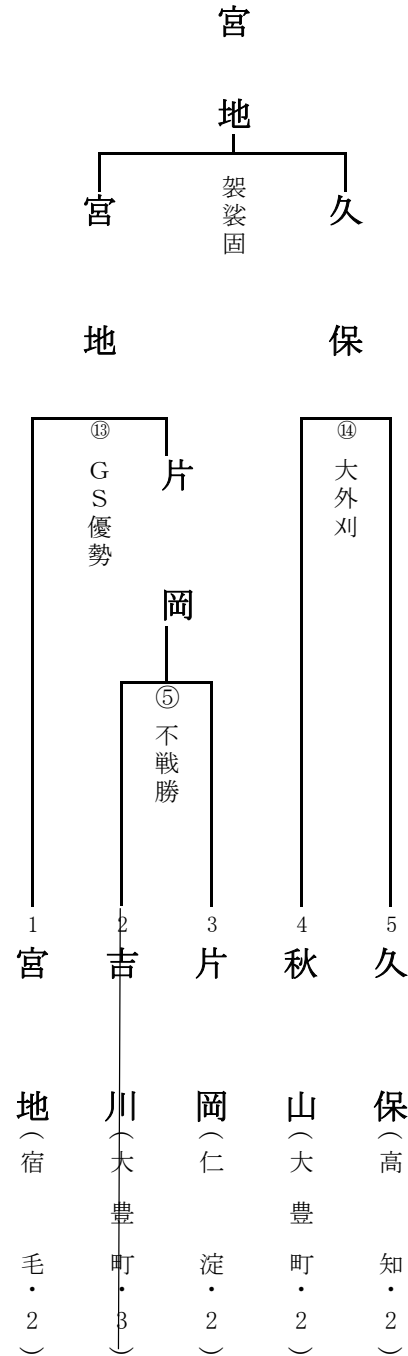 宮地
宮地
袈裟固
久保
⑬
GS優勢
片岡
⑭
大外刈
⑤
不戦勝
1
宮地(宿毛・2)
2
吉川(大豊町・3)
3
片岡(仁淀・2)
4
秋山(大豊町・2)
5
久保(高知・2)